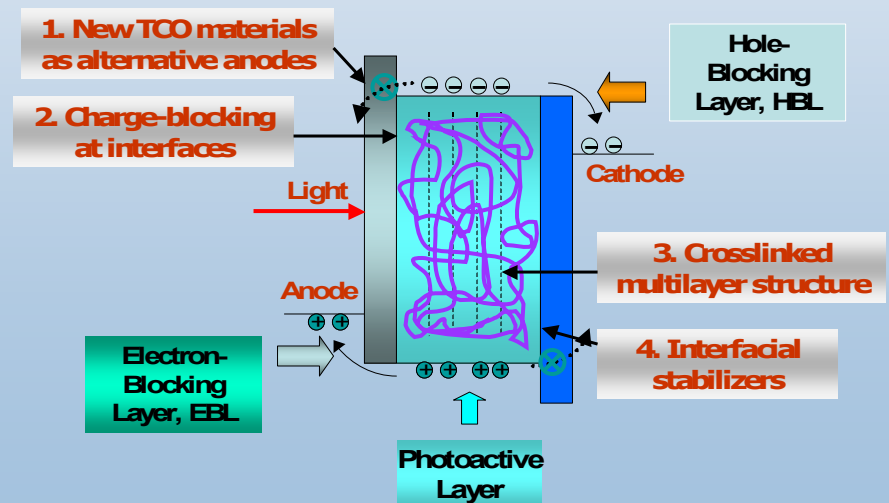 1. New TCO materials
as alternative anodes
2. Charge-blocking
at interfaces
Light
Anode
Electron-
Blocking
Layer, EBL
Photoactive
Layer
Hole-
Blocking
Layer, HBL
Cathode
3. Crosslinked
multilayer structure
4. Interfacial
stabilizers